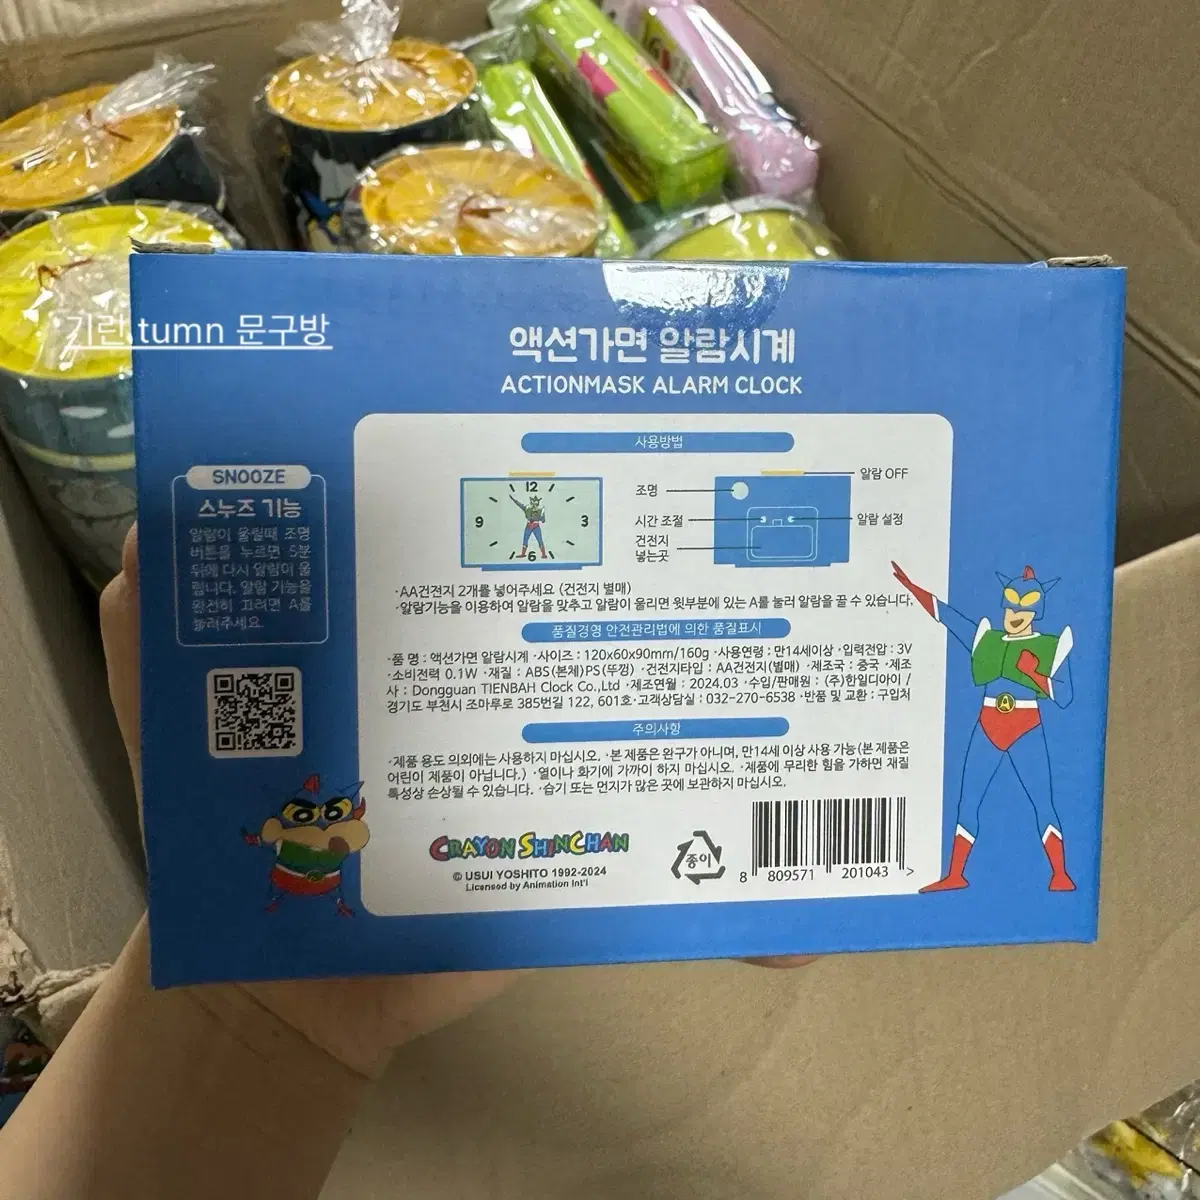 기린.tumn 문구방
액션가면 알람시계
ACTIONMASK ALARM CLOCK
SNOOZE
스누즈 기능
알람이 울릴때 조명
버튼을 누르면 5분
뒤에 다시 알람이 울
립니다. 알람 기능을
완전히 끄려면 A를
눌러주세요.
사용방법
12
9
3
6
알람 OFF
조명
시간 조절
알람 설정
건전지
넣는곳
·AA건전지 2개를 넣어주세요 (건전지 별매)
·알람기능을 이용하여 알람을 맞추고 알람이 울리면 윗부분에 있는 A를 눌러 알람을 끌 수 있습니다.
품질경영 안전관리법에 의한 품질표시
·품 명 : 액션가면 알람시계 ·사이즈 : 120x60x90mm/160g ·사용연령 : 만14세이상 ·입력전압 : 3V
·소비전력 0.1W ·재질 : ABS(본체)PS(뚜껑) ·건전지타입 : AA건전지(별매) ·제조국 : 중국 ·제조
사 : Dongguan TIENBAH Clock Co.,Ltd ·제조연월 : 2024.03 ·수입/판매원 : (주)한일디아이/
경기도 부천시 조마루로 385번길 122, 601호 ·고객상담실 : 032-270-6538 ·반품 및 교환 : 구입처
주의사항
·제품 용도 의외에는 사용하지 마십시오. ·본 제품은 완구가 아니며, 만14세 이상 사용 가능(본 제품은
어린이 제품이 아닙니다.) ·열이나 화기에 가까이 하지 마십시오. ·제품에 무리한 힘을 가하면 재질
특성상 손상될 수 있습니다. ·습기 또는 먼지가 많은 곳에 보관하지 마십시오.
CRAYON SHINCHAN
© USUI YOSHITO 1992-2024
Licensed by Animation Int'l
종이
8 809571 201043 >
A